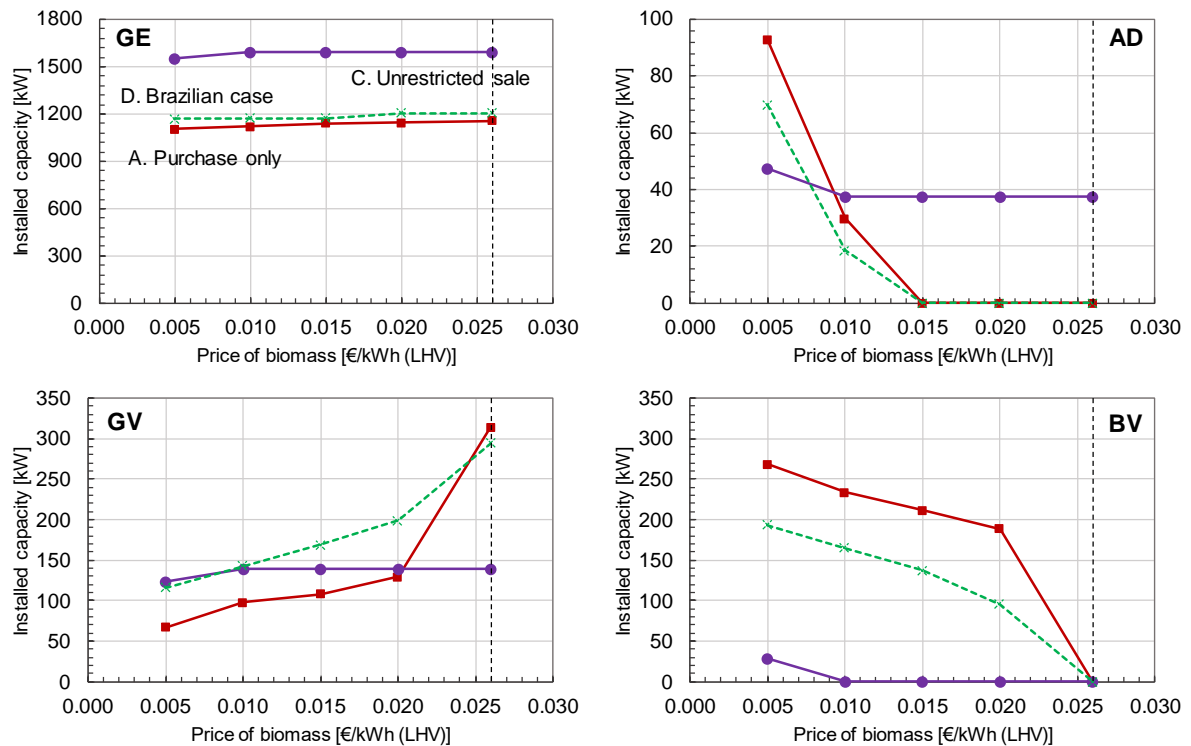 GE
Installed capacity [kW]
1800
1500
1200
900
600
300
0
C. Unrestricted sale
D. Brazilian case
A. Purchase only
0.000 0.005 0.010 0.015 0.020 0.025 0.030
Price of biomass [€/kWh (LHV)]
AD
Installed capacity [kW]
100
80
60
40
20
0
0.000 0.005 0.010 0.015 0.020 0.025 0.030
Price of biomass [€/kWh (LHV)]
GV
Installed capacity [kW]
350
300
250
200
150
100
50
0
0.000 0.005 0.010 0.015 0.020 0.025 0.030
Price of biomass [€/kWh (LHV)]
BV
Installed capacity [kW]
350
300
250
200
150
100
50
0
0.000 0.005 0.010 0.015 0.020 0.025 0.030
Price of biomass [€/kWh (LHV)]